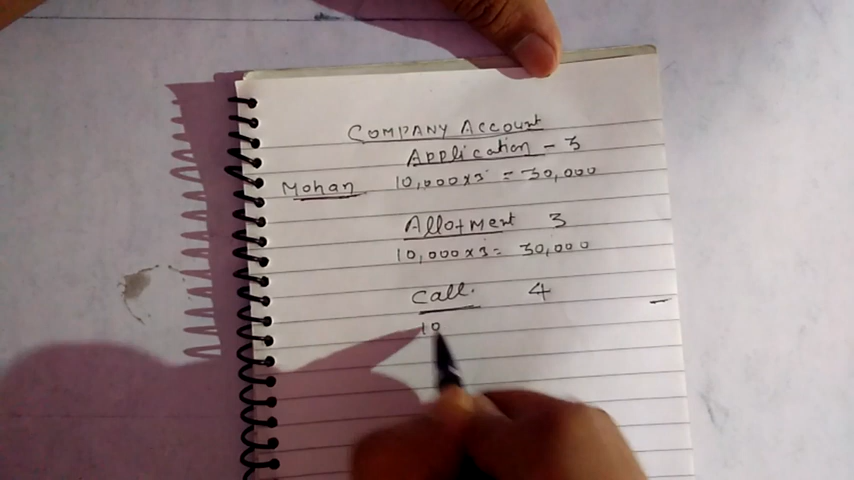 COMPANY ACCOUNT
APPlicAtion - 3
Mohan 10,000x3 = 30,000
AllotMent 3
10,000x3 = 30,000
Call. 4
10